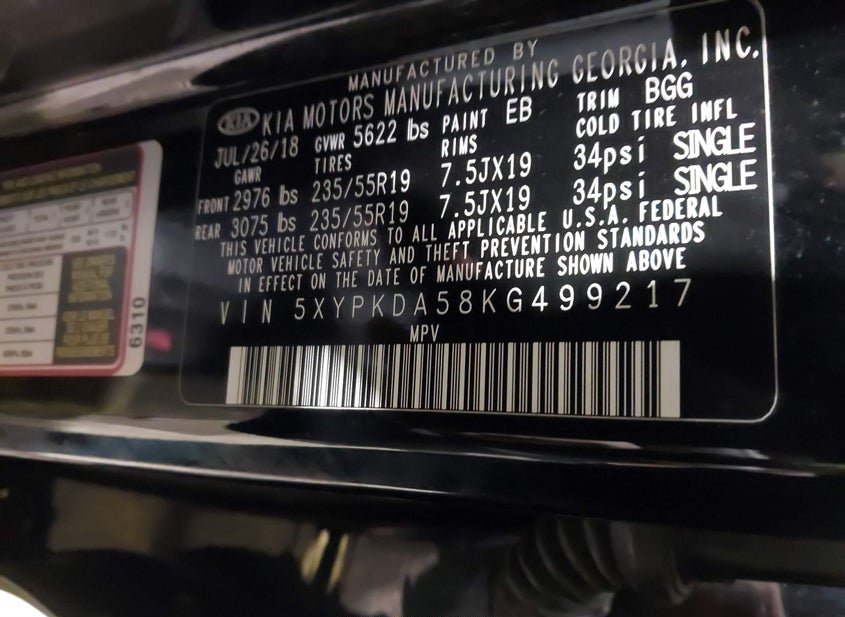 MANUFACTURED BY
KIA KIA MOTORS MANUFACTURING GEORGIA, INC.
JUL/26/18 GVWR 5622 lbs PAINT EB TRIM BGG
GAWR TIRES RIMS COLD TIRE INFL
FRONT 2976 lbs 235/55R19 7.5JX19 34psi SINGLE
REAR 3075 lbs 235/55R19 7.5JX19 34psi SINGLE
THIS VEHICLE CONFORMS TO ALL APPLICABLE U.S.A. FEDERAL
MOTOR VEHICLE SAFETY AND THEFT PREVENTION STANDARDS
IN EFFECT ON THE DATE OF MANUFACTURE SHOWN ABOVE
VIN 5XYPKDA58KG499217
MPV
6310